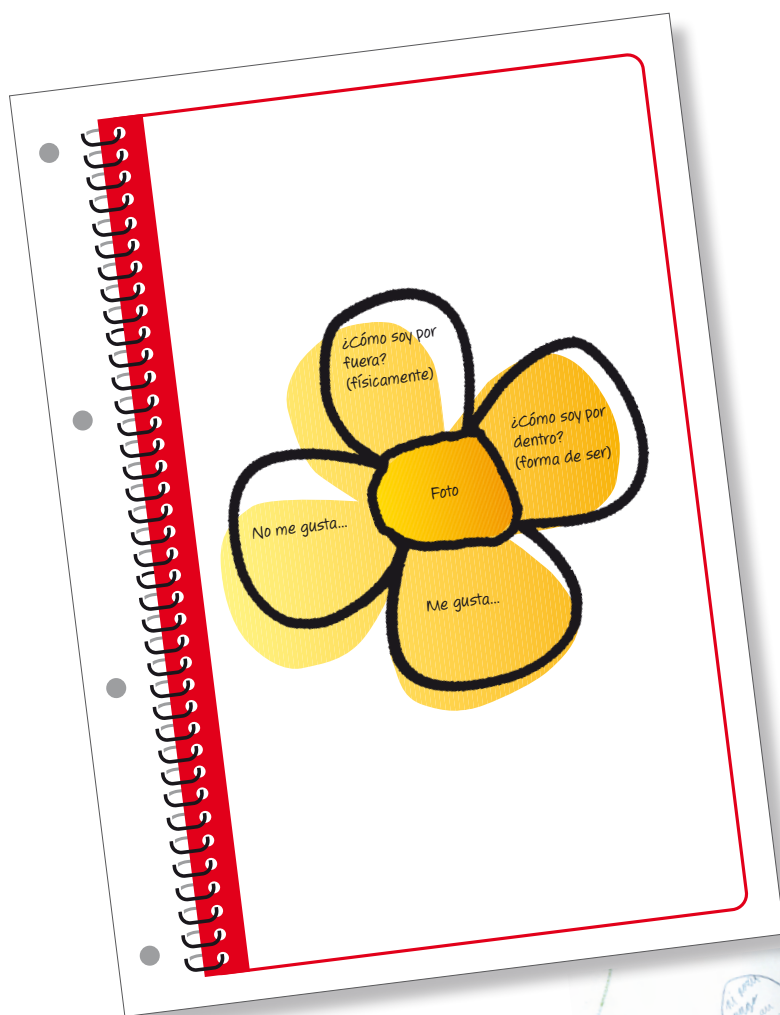 ¿Cómo soy por
fuera?
(físicamente)
¿Cómo soy por
dentro?
(forma de ser)
Foto
No me gusta...
Me gusta...